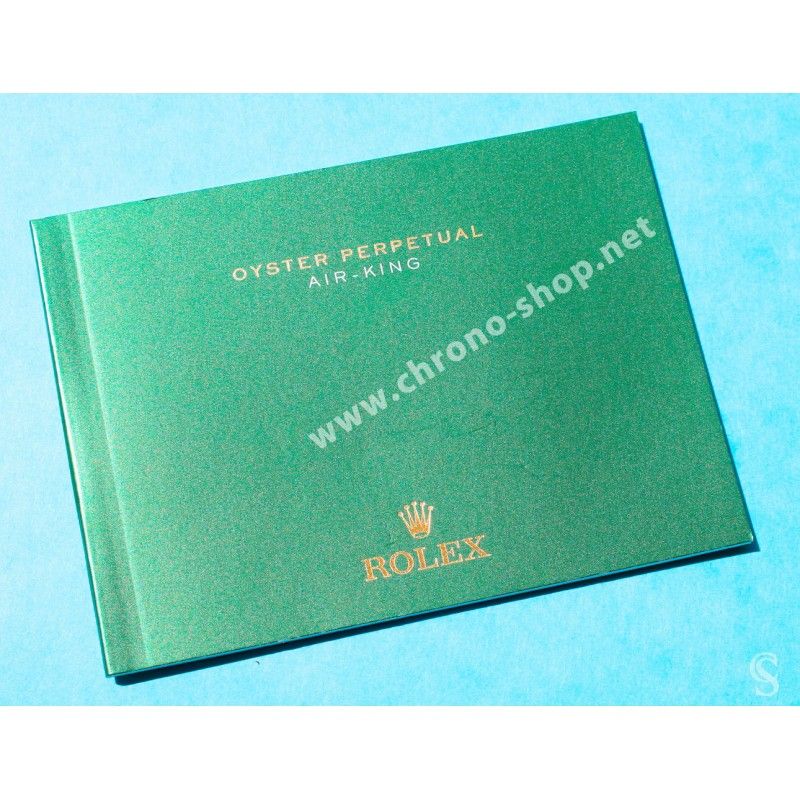 OYSTER PERPETUAL
AIR-KING
www.chrono-shop.net
ROLEX